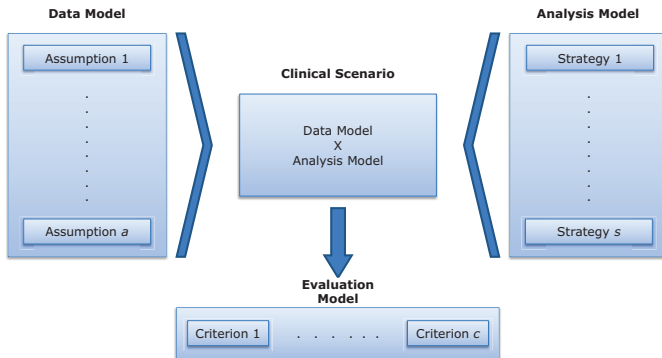 Data Model
Assumption 1
.
.
.
.
.
.
.
Assumption a
Clinical Scenario
Data Model
X
Analysis Model
Analysis Model
Strategy 1
.
.
.
.
.
.
.
Strategy s
Evaluation
Model
Criterion 1 . . . . . . Criterion c